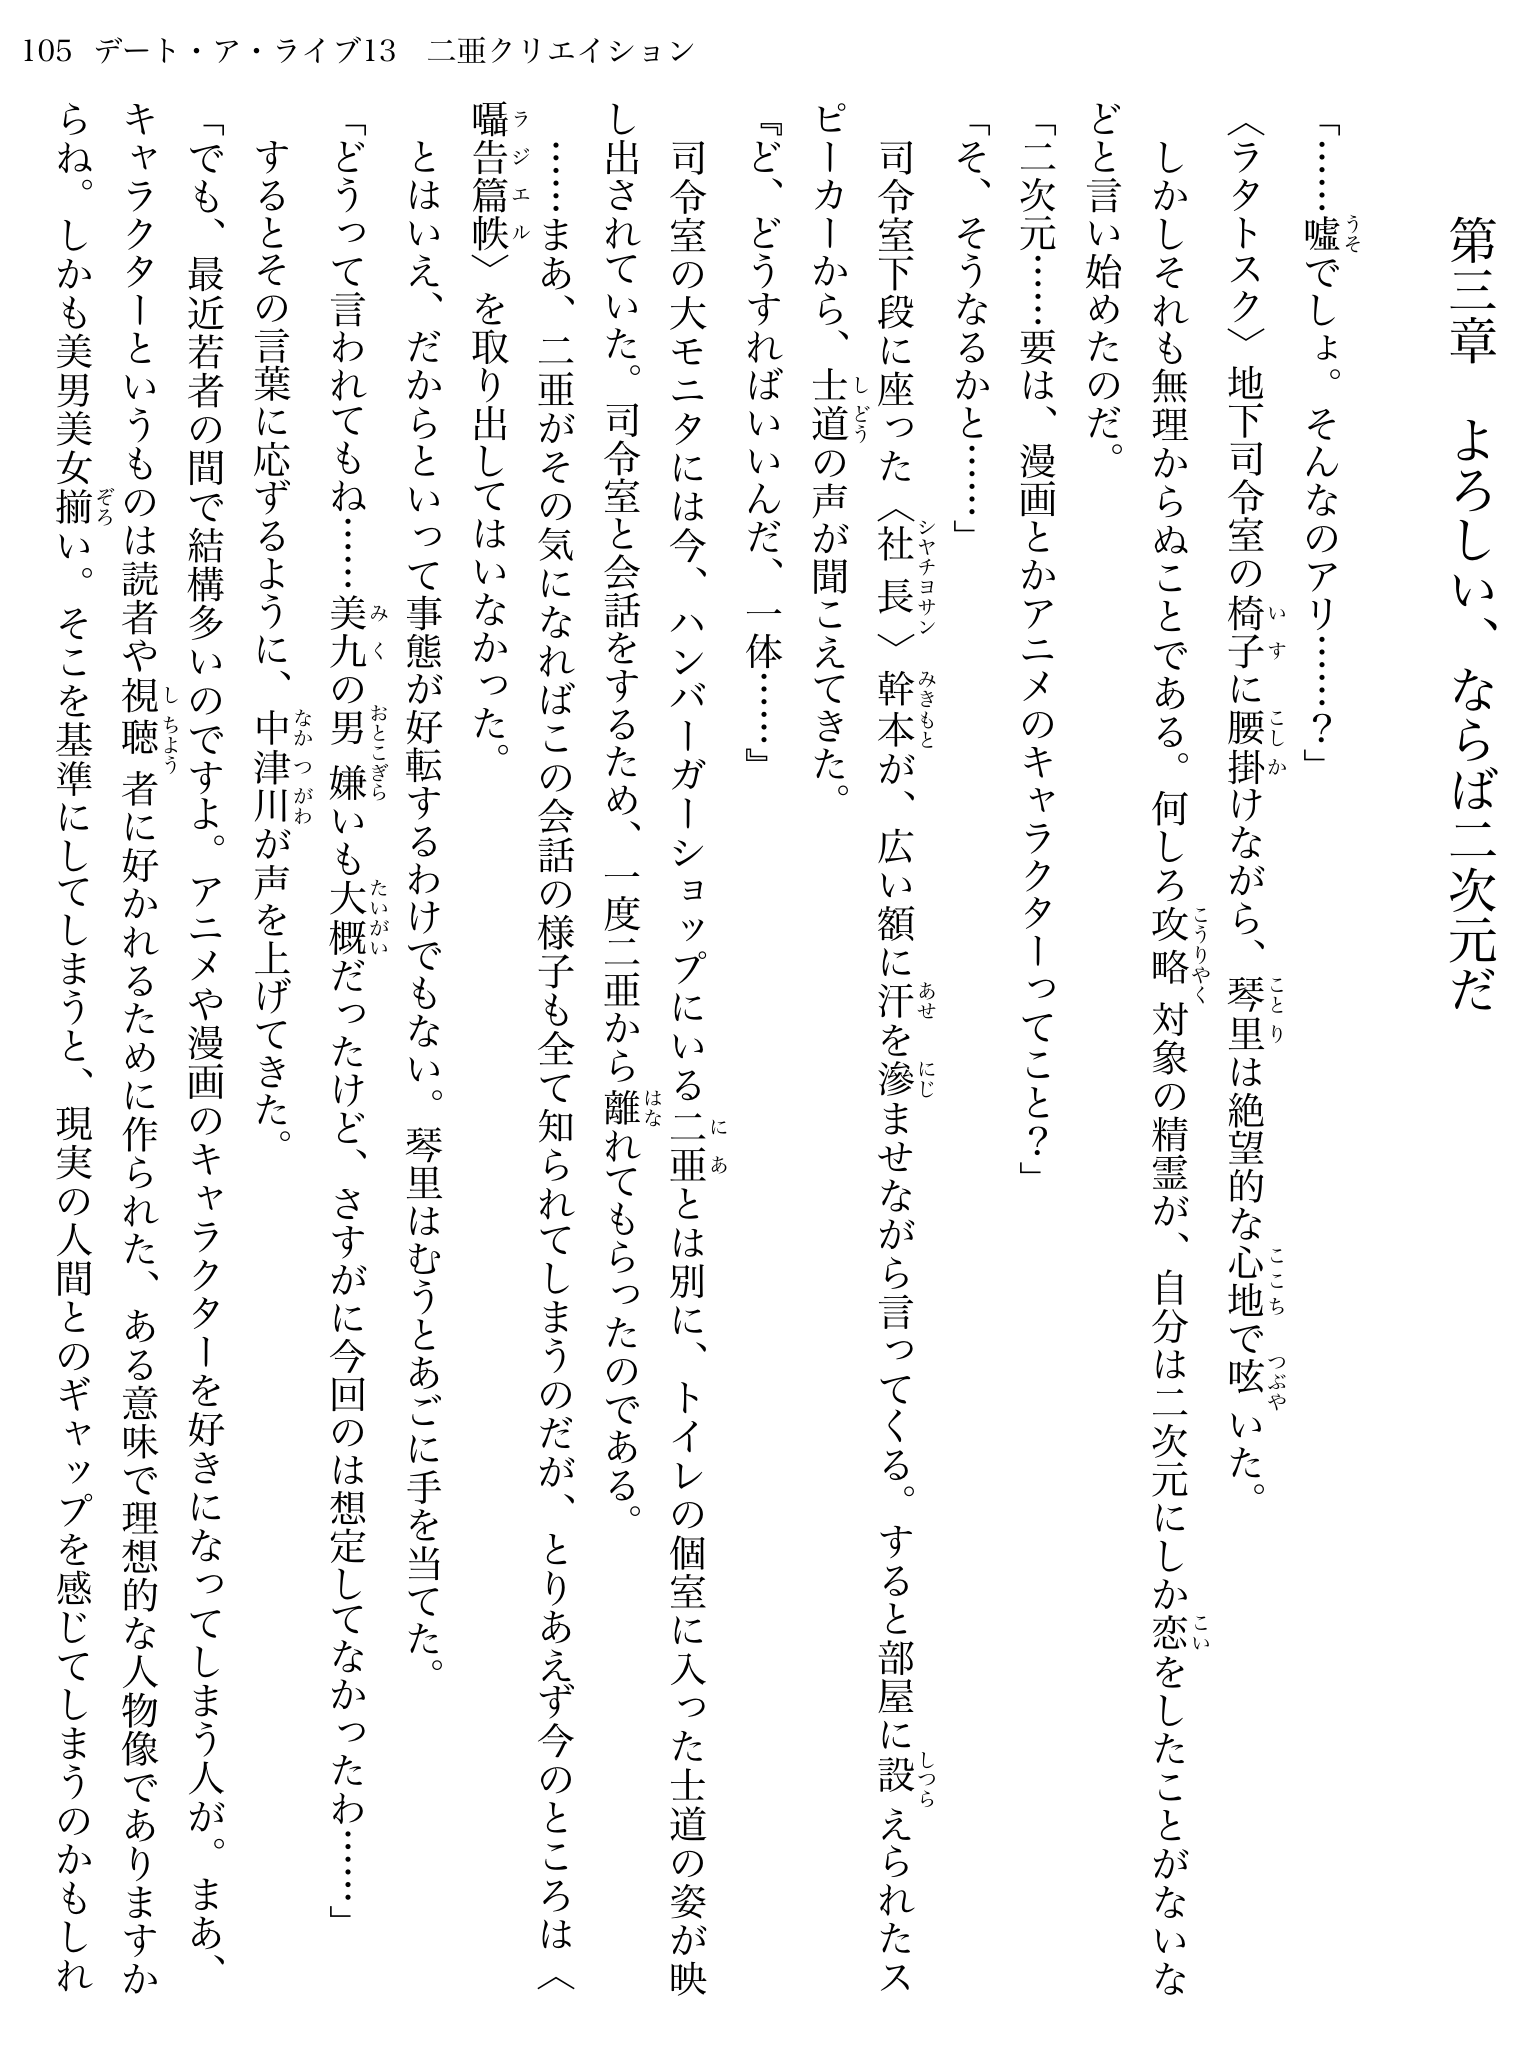 105 デート・ア・ライブ13 二亜クリエイション
第三章 よろしい、ならば二次元だ
「……嘘でしょ。そんなのアリ……？」
〈ラタトスク〉地下司令室の椅子に腰掛けながら、琴里は絶望的な心地で呟いた。
しかしそれも無理からぬことである。何しろ攻略対象の精霊が、自分は二次元にしか恋をしたことがないな
どと言い始めたのだ。
「二次元……要は、漫画とかアニメのキャラクターってこと？」
「そ、そうなるかと……」
司令室下段に座った〈社長〉幹本が、広い額に汗を滲ませながら言ってくる。すると部屋に設えられたス
ピーカーから、士道の声が聞こえてきた。
『ど、どうすればいいんだ、一体……』
司令室の大モニタには今、ハンバーガーショップにいる二亜とは別に、トイレの個室に入った士道の姿が映
し出されていた。司令室と会話をするため、一度二亜から離れてもらったのである。
……まあ、二亜がその気になればこの会話の様子も全て知られてしまうのだが、とりあえず今のところは〈
囁告篇帙〉を取り出してはいなかった。
とはいえ、だからといって事態が好転するわけでもない。琴里はむうとあごに手を当てた。
「どうって言われてもね……美九の男嫌いも大概だったけど、さすがに今回のは想定してなかったわ……」
するとその言葉に応ずるように、中津川が声を上げてきた。
「でも、最近若者の間で結構多いのですよ。アニメや漫画のキャラクターを好きになってしまう人が。まあ、
キャラクターというものは読者や視聴者に好かれるために作られた、ある意味で理想的な人物像でありますか
らね。しかも美男美女揃い。そこを基準にしてしまうと、現実の人間とのギャップを感じてしまうのかもしれ